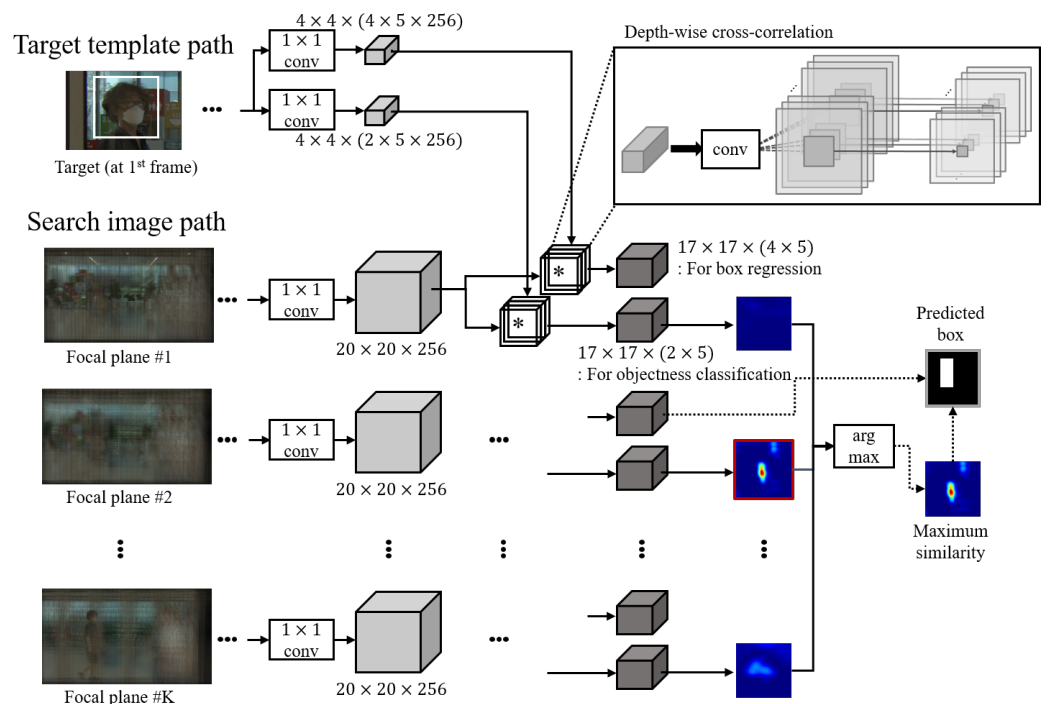 Target template path
Target (at 1st frame)
1 × 1
conv
4 × 4 × (4 × 5 × 256)
1 × 1
conv
4 × 4 × (2 × 5 × 256)
Depth-wise cross-correlation
conv
Search image path
Focal plane #1
1 × 1
conv
20 × 20 × 256
*
*
17 × 17 × (4 × 5)
: For box regression
17 × 17 × (2 × 5)
: For objectness classification
Predicted
box
Focal plane #2
1 × 1
conv
20 × 20 × 256
arg
max
Maximum
similarity
Focal plane #K
1 × 1
conv
20 × 20 × 256